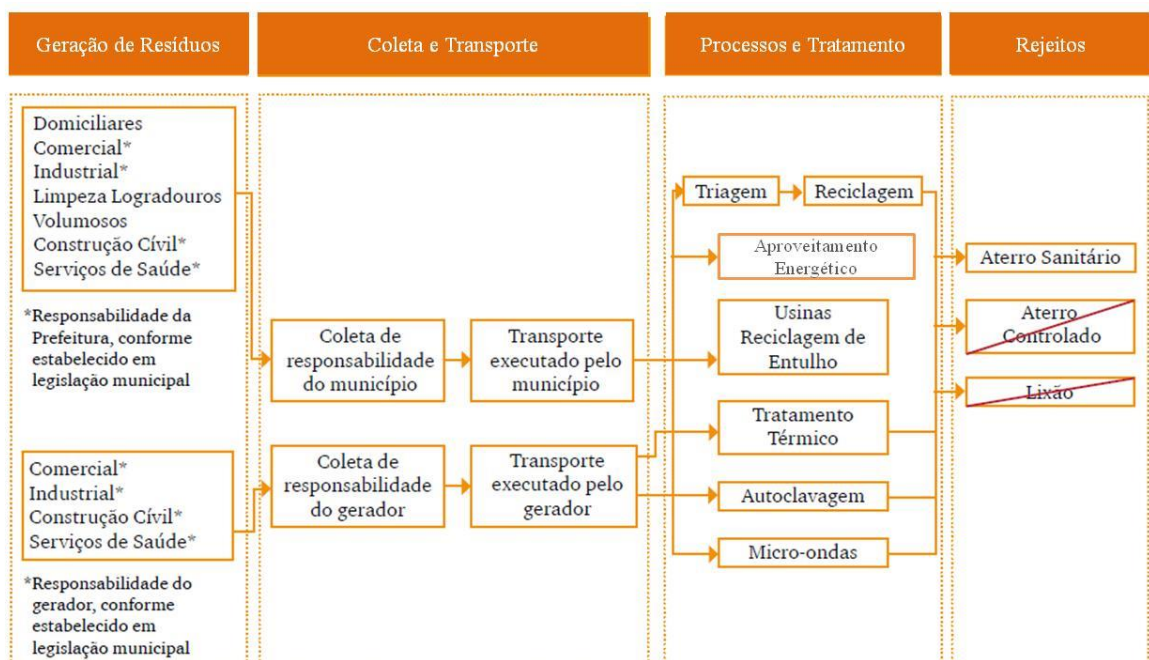 Geração de Resíduos
Coleta e Transporte
Processos e Tratamento
Rejeitos
Domiciliares
Comercial*
Industrial*
Limpeza Logradouros
Volumosos
Construção Cívil*
Serviços de Saúde*
*Responsabilidade da
Prefeitura, conforme
estabelecido em
legislação municipal
Comercial*
Industrial*
Construção Cívil*
Serviços de Saúde*
*Responsabilidade do
gerador, conforme
estabelecido em
legislação municipal
Coleta de
responsabilidade
do município
Transporte
executado pelo
município
Coleta de
responsabilidade
do gerador
Transporte
executado pelo
gerador
Triagem
Reciclagem
Aproveitamento
Energético
Usinas
Reciclagem de
Entulho
Tratamento
Térmico
Autoclavagem
Micro-ondas
Aterro Sanitário
Aterro
Controlado
Lixão